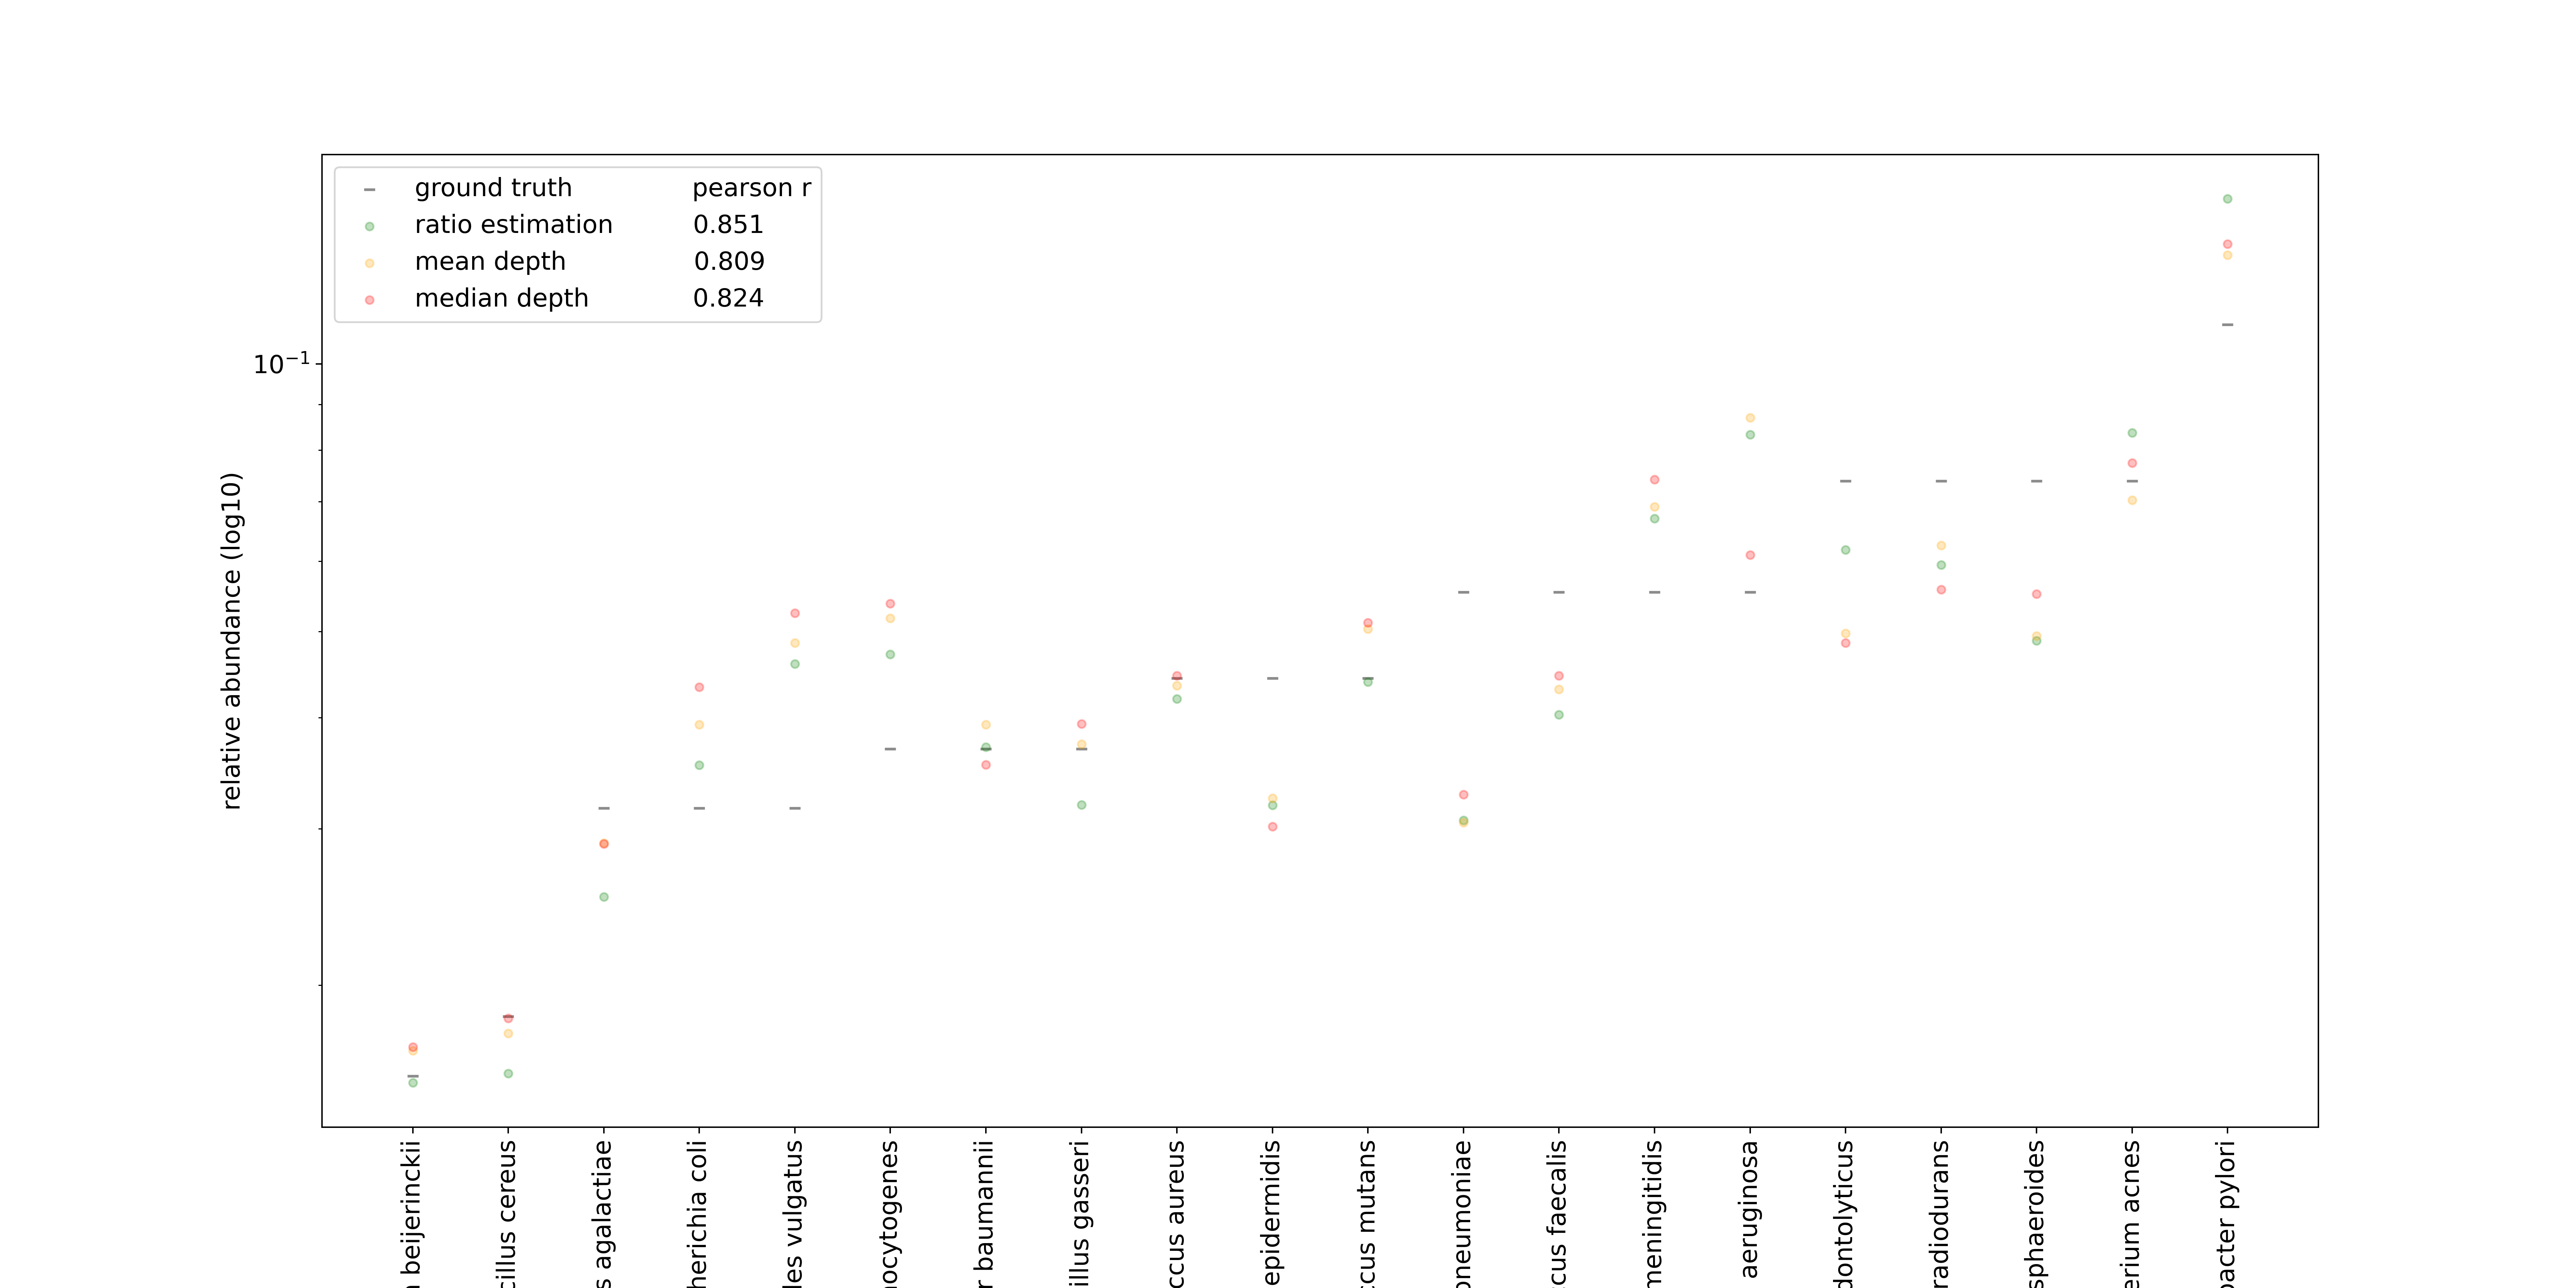 ground truth pearson r
ratio estimation 0.851
mean depth 0.809
median depth 0.824
10−1
relative abundance (log10)
beijerinckii
cillus cereus
s agalactiae
herichia coli
les vulgatus
nocytogenes
r baumannii
illus gasseri
ccus aureus
epidermidis
ccus mutans
pneumoniae
cus faecalis
meningitidis
aeruginosa
dontolyticus
radiodurans
sphaeroides
erium acnes
bacter pylori